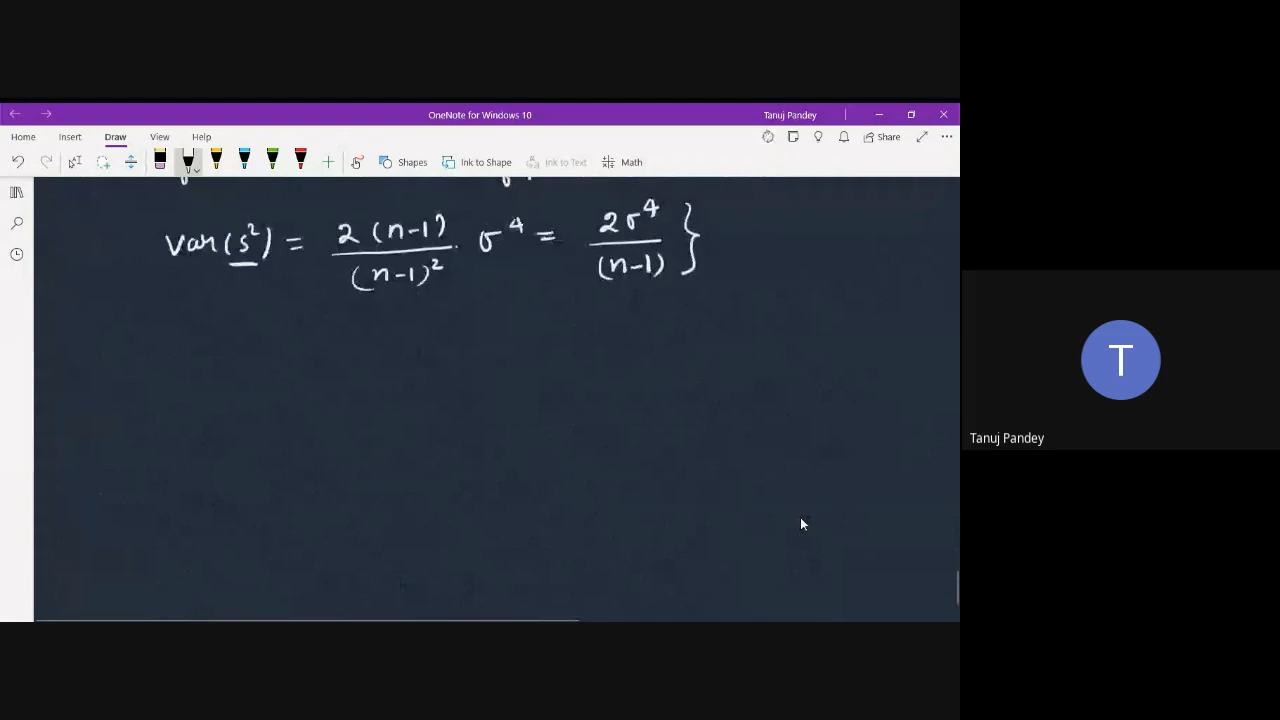 OneNote for Windows 10
Tanuj Pandey
Home Insert Draw View Help
Share
Shapes Ink to Shape Ink to Text Math
Var(s²) = 2(n-1)/(n-1)² · σ⁴ = 2σ⁴/(n-1) }
T
Tanuj Pandey